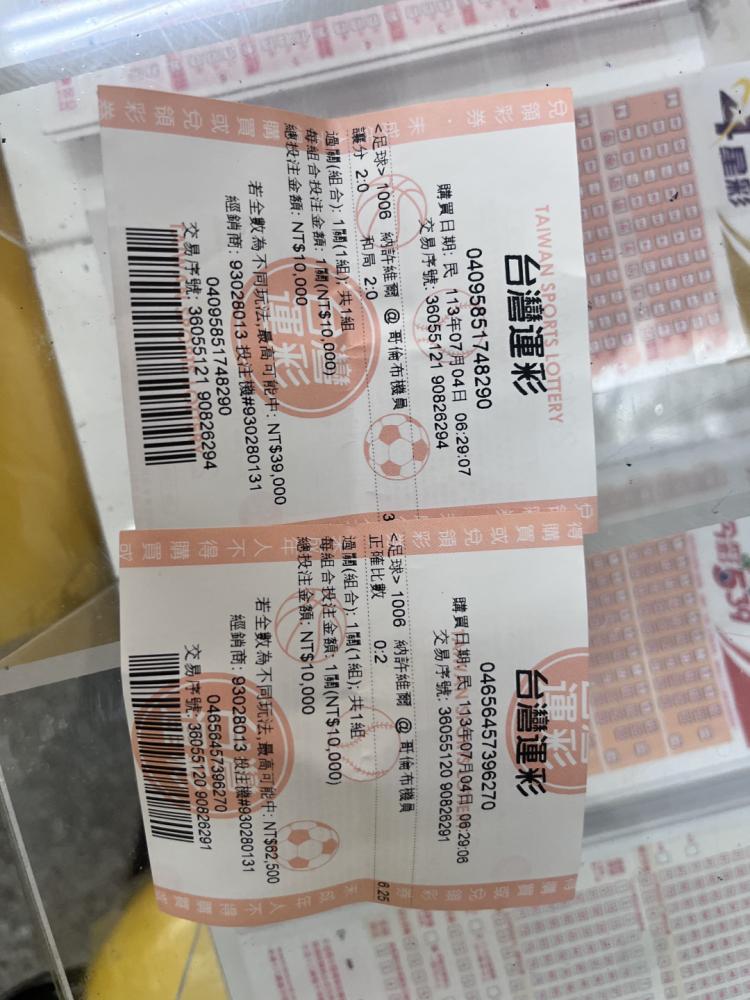 TAIWAN SPORTS LOTTERY
台灣運彩
04095851748290
購買日期: 民 113年07月04日 06:29:07
交易序號: 36055121 90826294
<足球> 1006 納許維爾 @ 哥倫布機員
讓分 2:0 和局 2:0
過關(組合): 1關(1組); 共1組
每組合投注金額: 1關(NT$10,000)
總投注金額: NT$10,000
若全數為不同玩法,最高可能中: NT$39,000
經銷商: 93028013 投注機#930280131
04095851748290
交易序號: 36055121 90826294
台灣運彩
04656457396270
購買日期: 民 113年07月04日 06:29:06
交易序號: 36055120 90826291
<足球> 1006 納許維爾 @ 哥倫布機員
正確比數 0:2 6.25
過關(組合): 1關(1組); 共1組
每組合投注金額: 1關(NT$10,000)
總投注金額: NT$10,000
若全數為不同玩法,最高可能中: NT$62,500
經銷商: 93028013 投注機#930280131
04656457396270
交易序號: 36055120 90826291
4星彩